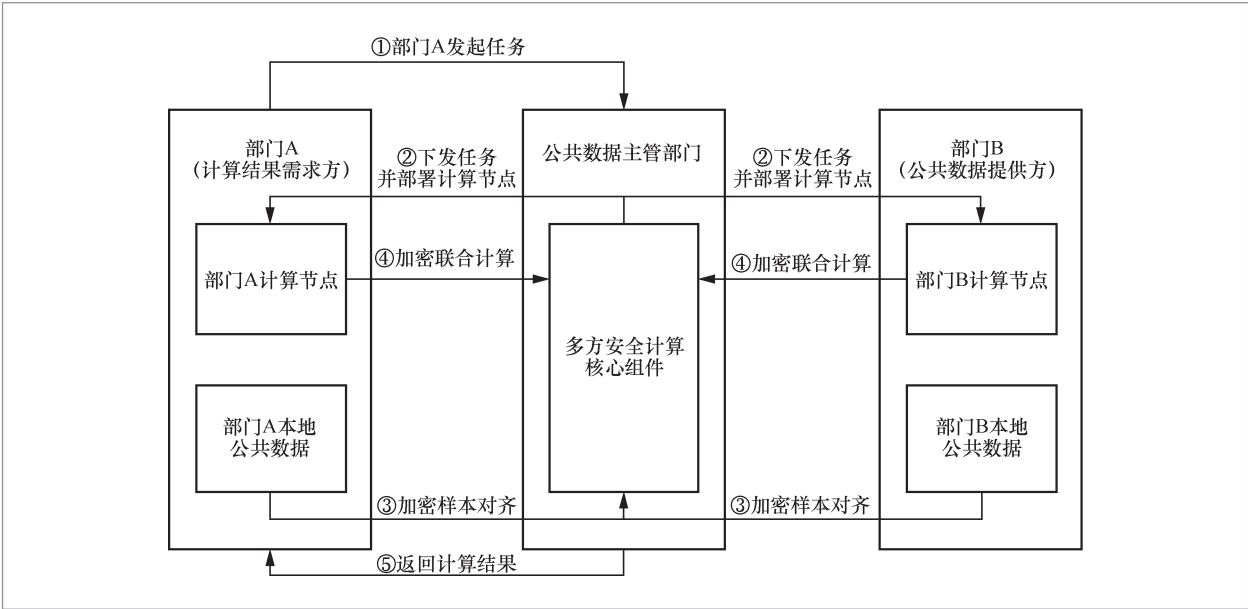 ①部门A发起任务
部门A
（计算结果需求方）
②下发任务
并部署计算节点
公共数据主管部门
②下发任务
并部署计算节点
部门B
（公共数据提供方）
部门A计算节点
④加密联合计算
④加密联合计算
部门B计算节点
多方安全计算
核心组件
部门A本地
公共数据
部门B本地
公共数据
③加密样本对齐
③加密样本对齐
⑤返回计算结果